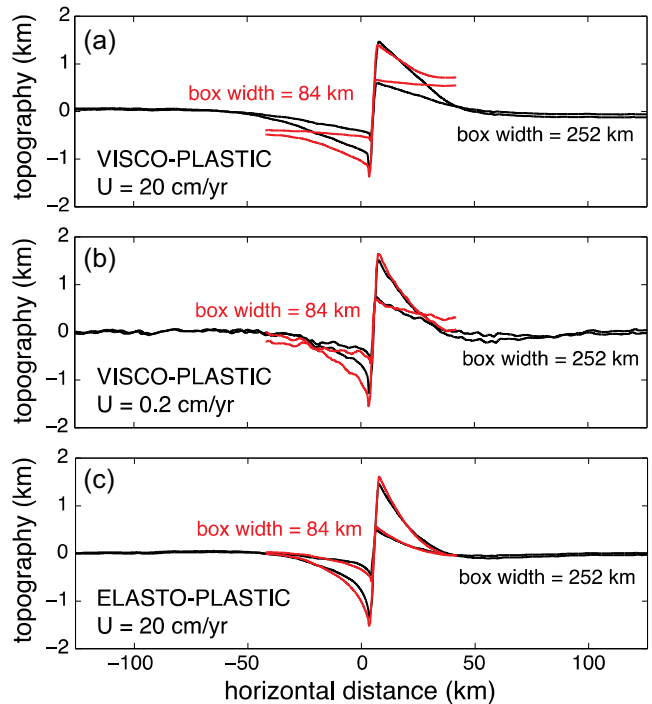 (a)
2
1
0
−1
−2
topography (km)
box width = 84 km
box width = 252 km
VISCO-PLASTIC
U = 20 cm/yr
(b)
2
1
0
−1
−2
topography (km)
box width = 84 km
box width = 252 km
VISCO-PLASTIC
U = 0.2 cm/yr
(c)
2
1
0
−1
−2
topography (km)
box width = 84 km
box width = 252 km
ELASTO-PLASTIC
U = 20 cm/yr
−100 −50 0 50 100
horizontal distance (km)